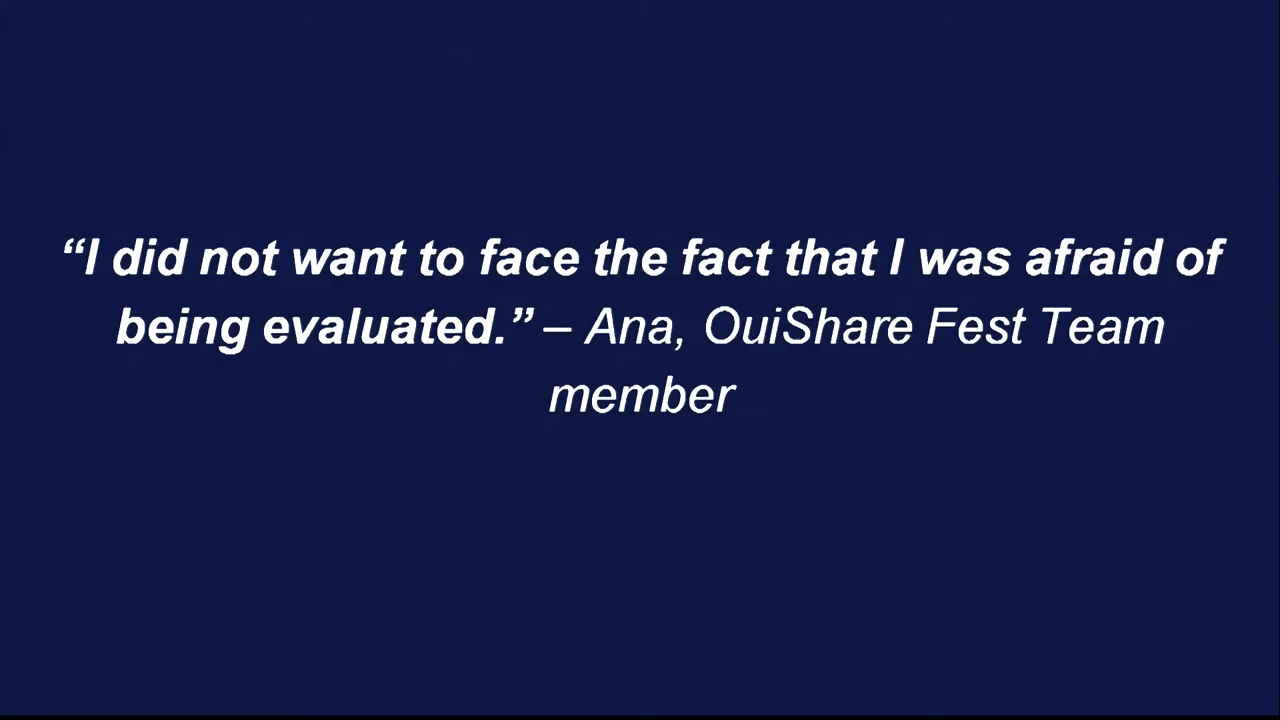 “I did not want to face the fact that I was afraid of
being evaluated.” – Ana, OuiShare Fest Team
member